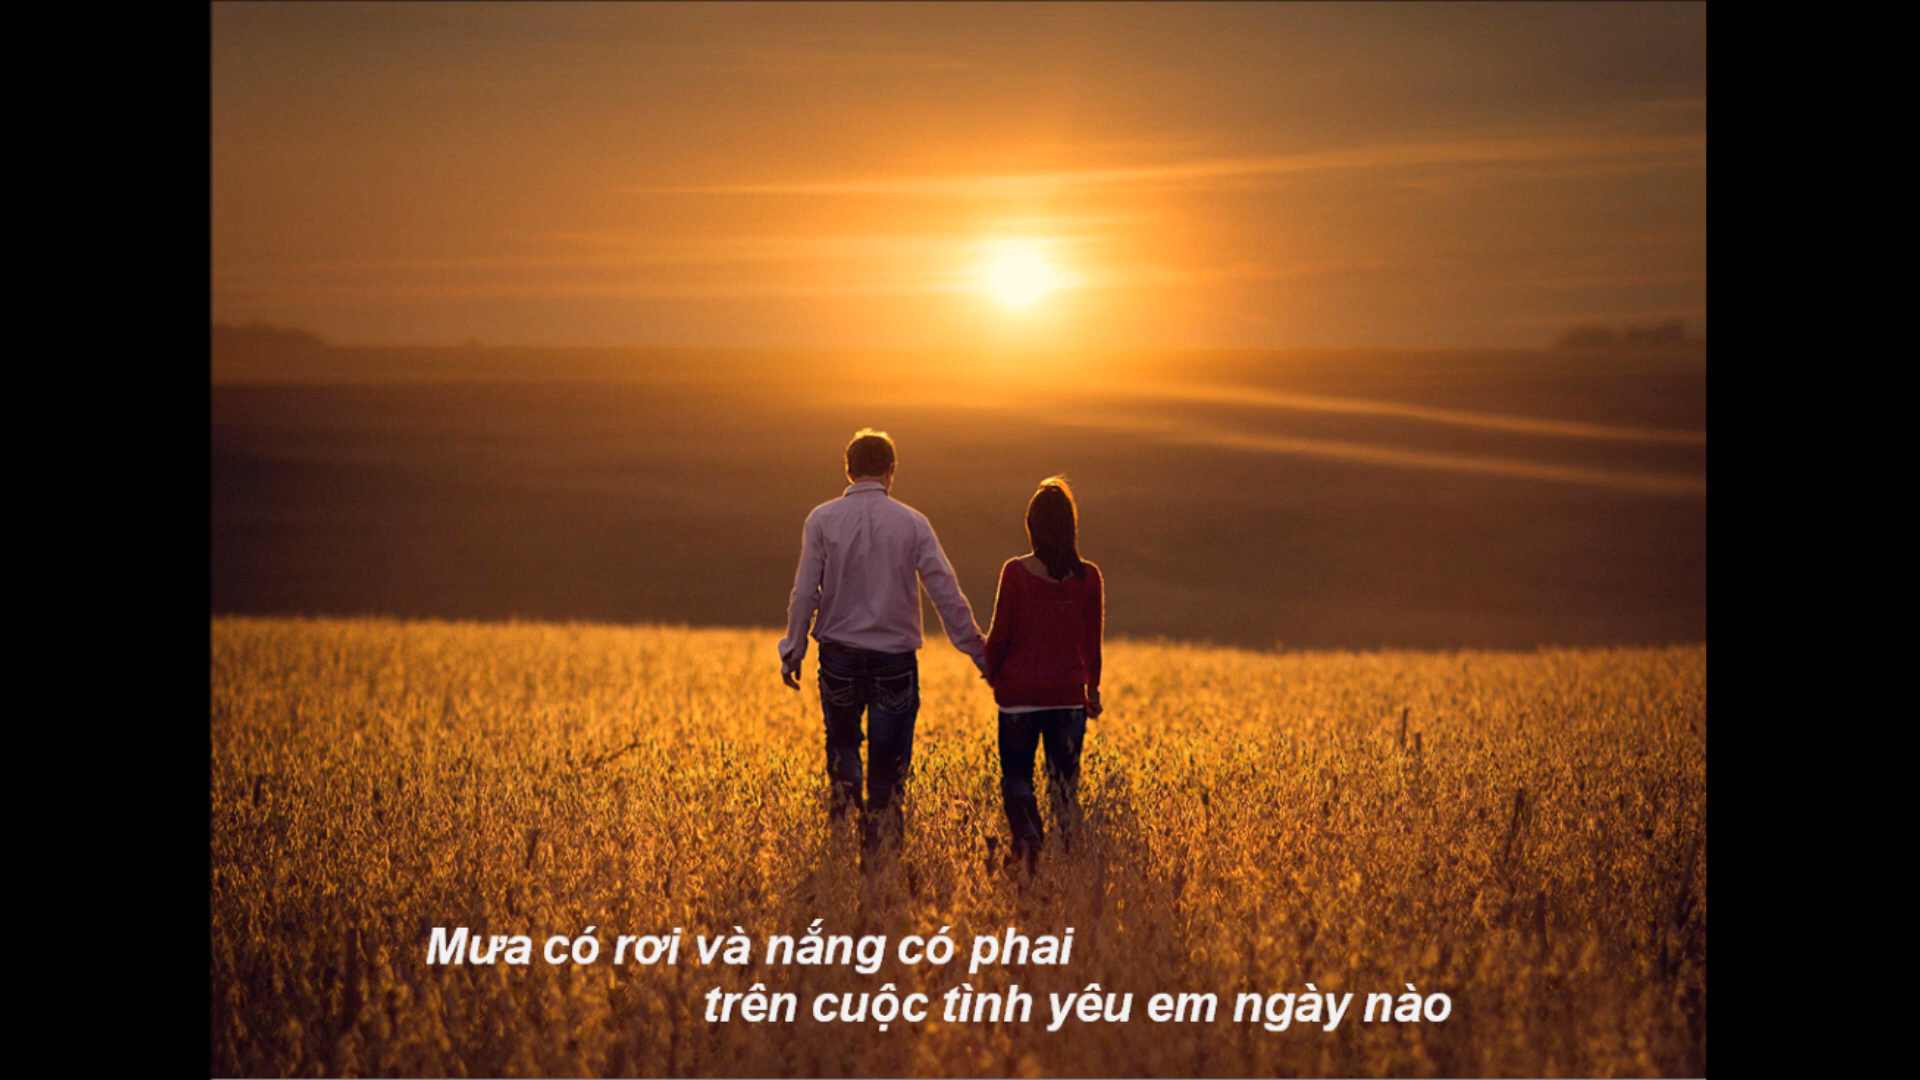 Mưa có rơi và nắng có phai
trên cuộc tình yêu em ngày nào